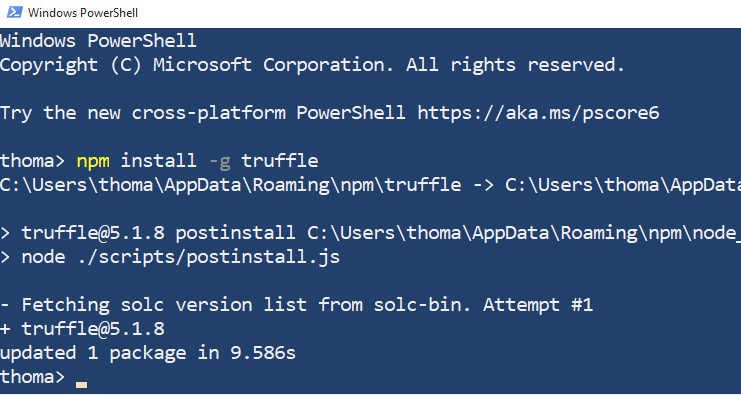 Windows PowerShell
Windows PowerShell
Copyright (C) Microsoft Corporation. All rights reserved.
Try the new cross-platform PowerShell https://aka.ms/pscore6
thoma> npm install -g truffle
C:\Users\thoma\AppData\Roaming\npm\truffle -> C:\Users\thoma\AppData
> truffle@5.1.8 postinstall C:\Users\thoma\AppData\Roaming\npm\node_
> node ./scripts/postinstall.js
- Fetching solc version list from solc-bin. Attempt #1
+ truffle@5.1.8
updated 1 package in 9.586s
thoma>